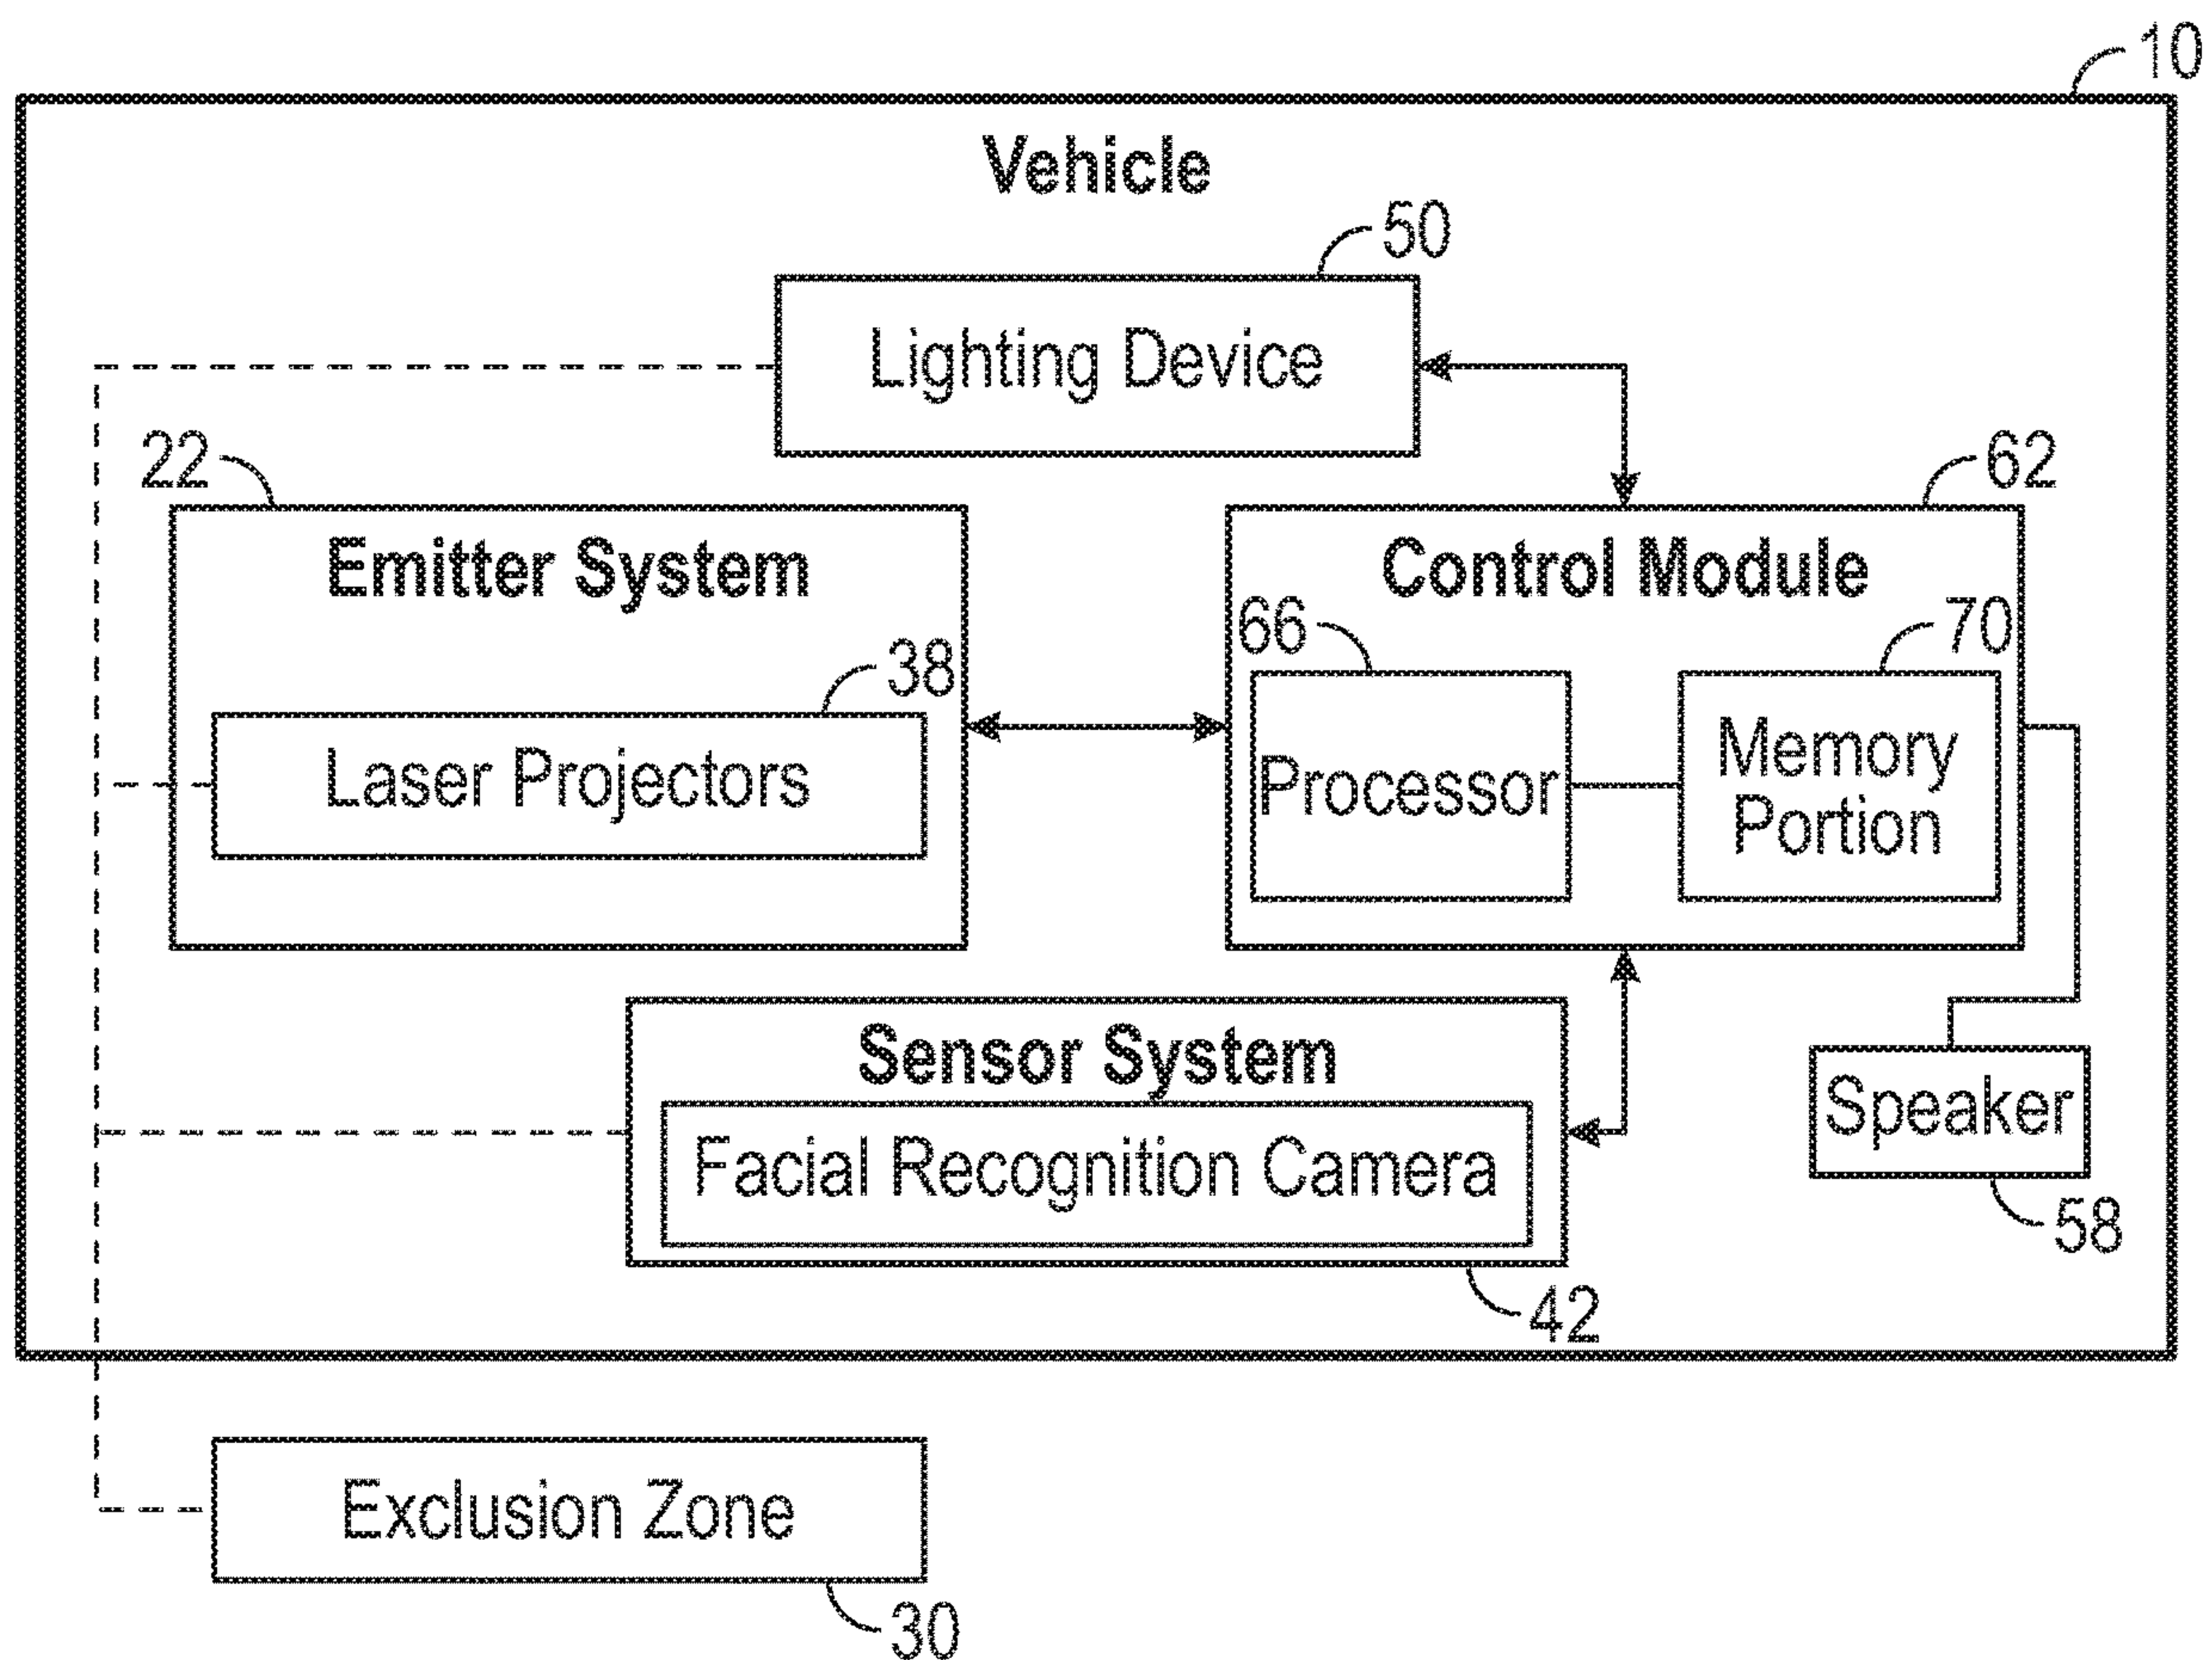 10
Vehicle
50
Lighting Device
22
62
Emitter System
Control Module
66
70
38
Laser Projectors
Processor
Memory
Portion
Sensor System
Facial Recognition Camera
Speaker
58
42
Exclusion Zone
30